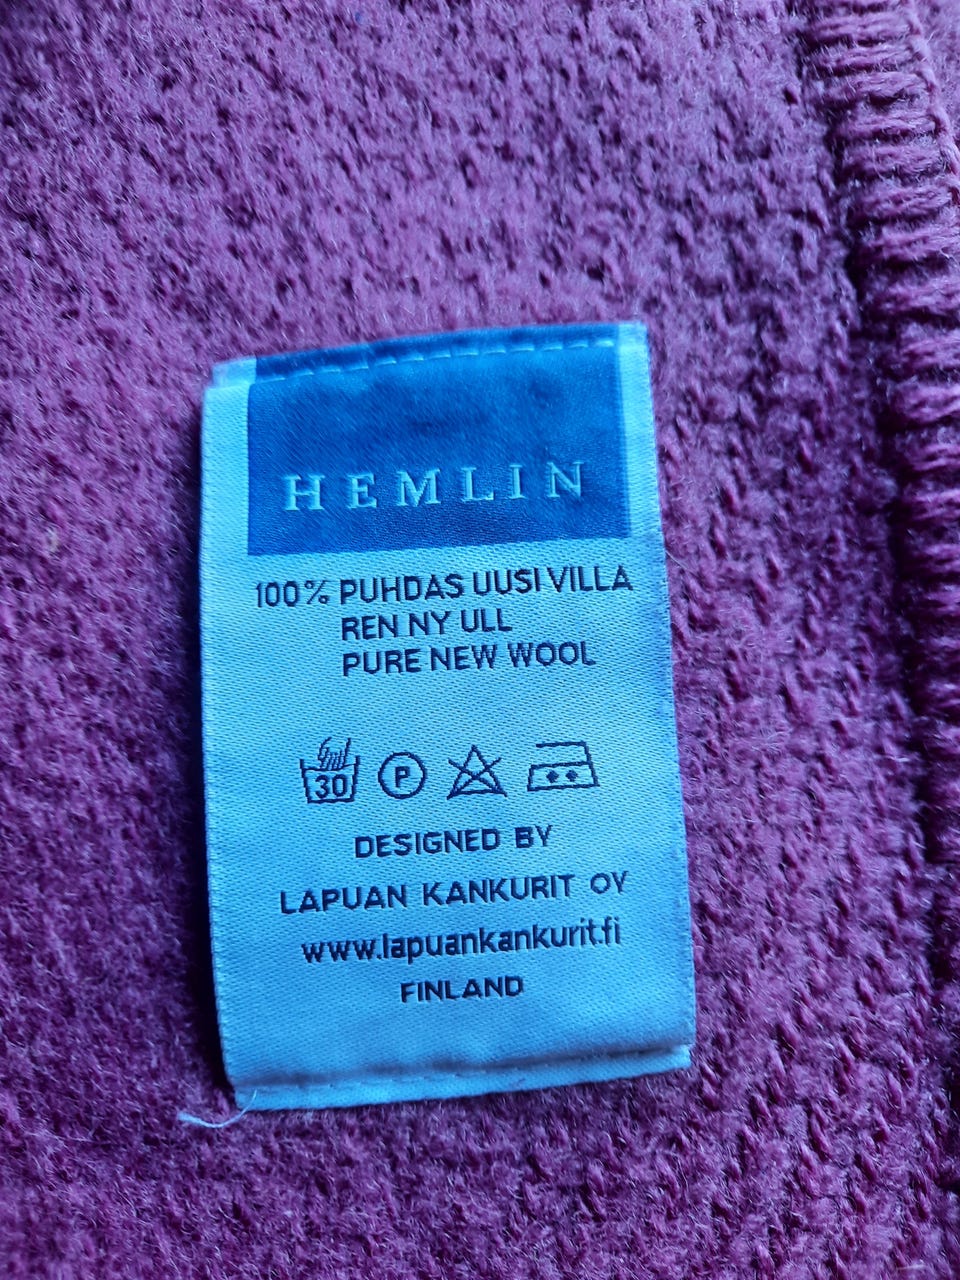 HEMLIN
100% PUHDAS UUSI VILLA
REN NY ULL
PURE NEW WOOL
30 P
DESIGNED BY
LAPUAN KANKURIT OY
www.lapuankankurit.fi
FINLAND